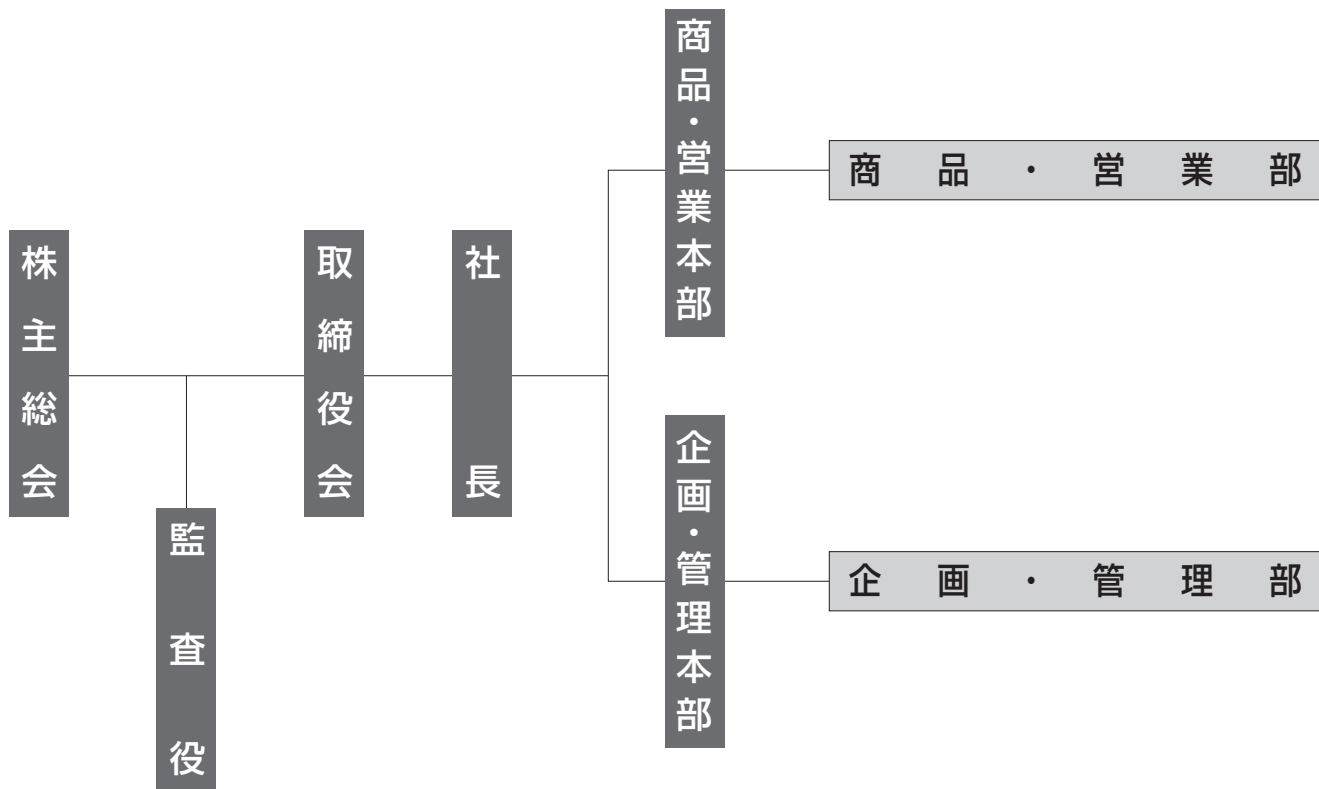 株主総会
監査役
取締役会
社長
商品・営業本部
商品・営業部
企画・管理本部
企画・管理部